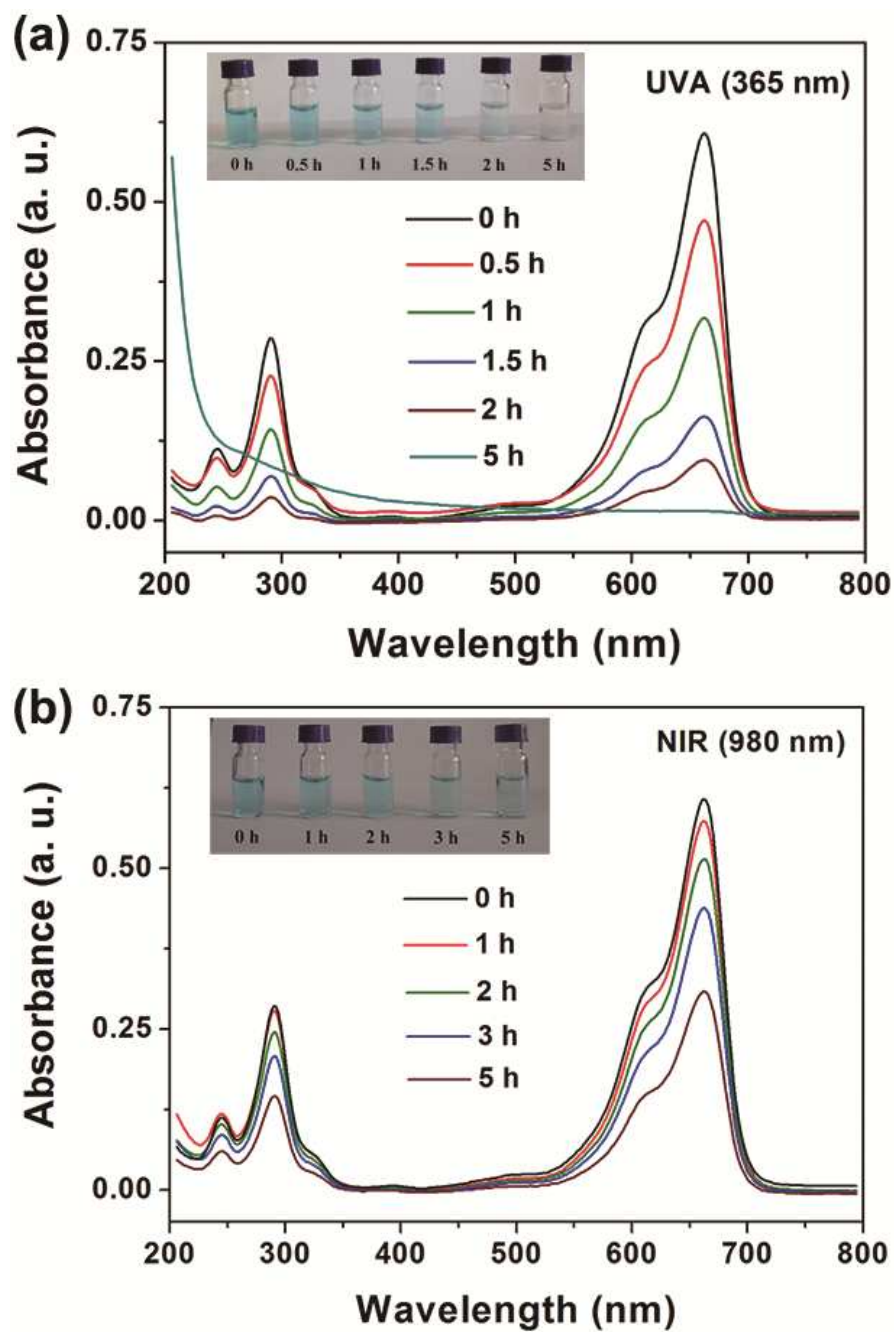 (a)
UVA (365 nm)
0 h 0.5 h 1 h 1.5 h 2 h 5 h
0 h
0.5 h
1 h
1.5 h
2 h
5 h
0.75
0.50
0.25
0.00
Absorbance (a. u.)
200 300 400 500 600 700 800
Wavelength (nm)
(b)
NIR (980 nm)
0 h 1 h 2 h 3 h 5 h
0 h
1 h
2 h
3 h
5 h
0.75
0.50
0.25
0.00
Absorbance (a. u.)
200 300 400 500 600 700 800
Wavelength (nm)